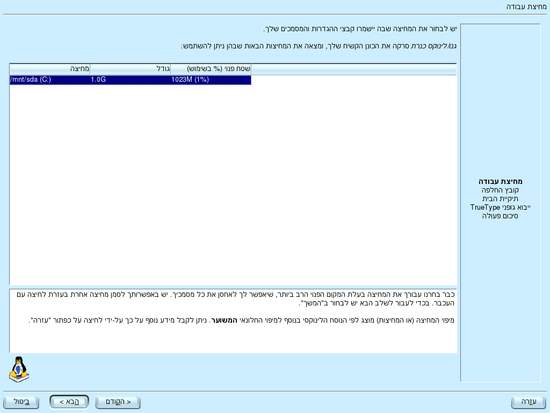 מחיצת עבודה
יש לבחור את המחיצה שבה יישמרו קבצי ההגדרות והמסמכים שלך.
גנו/לינוקס כנרת סרקה את הכונן הקשיח שלך, ומצאה את המחיצות הבאות שבהן ניתן להשתמש:
מחיצה גודל שטח פנוי (% בשימוש)
/mnt/sda (C:) 1.0G 1023M (1%)
מחיצת עבודה
קובץ החלפה
תיקיית הבית
ייבוא גופני TrueType
סיכום פעולה
כבר בחרנו עבורך את המחיצה בעלת המקום הפנוי הרב ביותר, שיאפשר לך לאחסן את כל מסמכיך. יש באפשרותך לסמן מחיצה אחרת בעזרת לחיצה עם
העכבר. בכדי לעבור לשלב הבא יש לבחור ב"המשך".
מיפוי המחיצה (או המחיצות) מוצג לפי הנוסח הלינוקסי בנוסף למיפוי החלונאי המשוער. ניתן לקבל מידע נוסף על כך על-ידי לחיצה על כפתור "עזרה".
עזרה
< הקודם
הבא >
ביטול